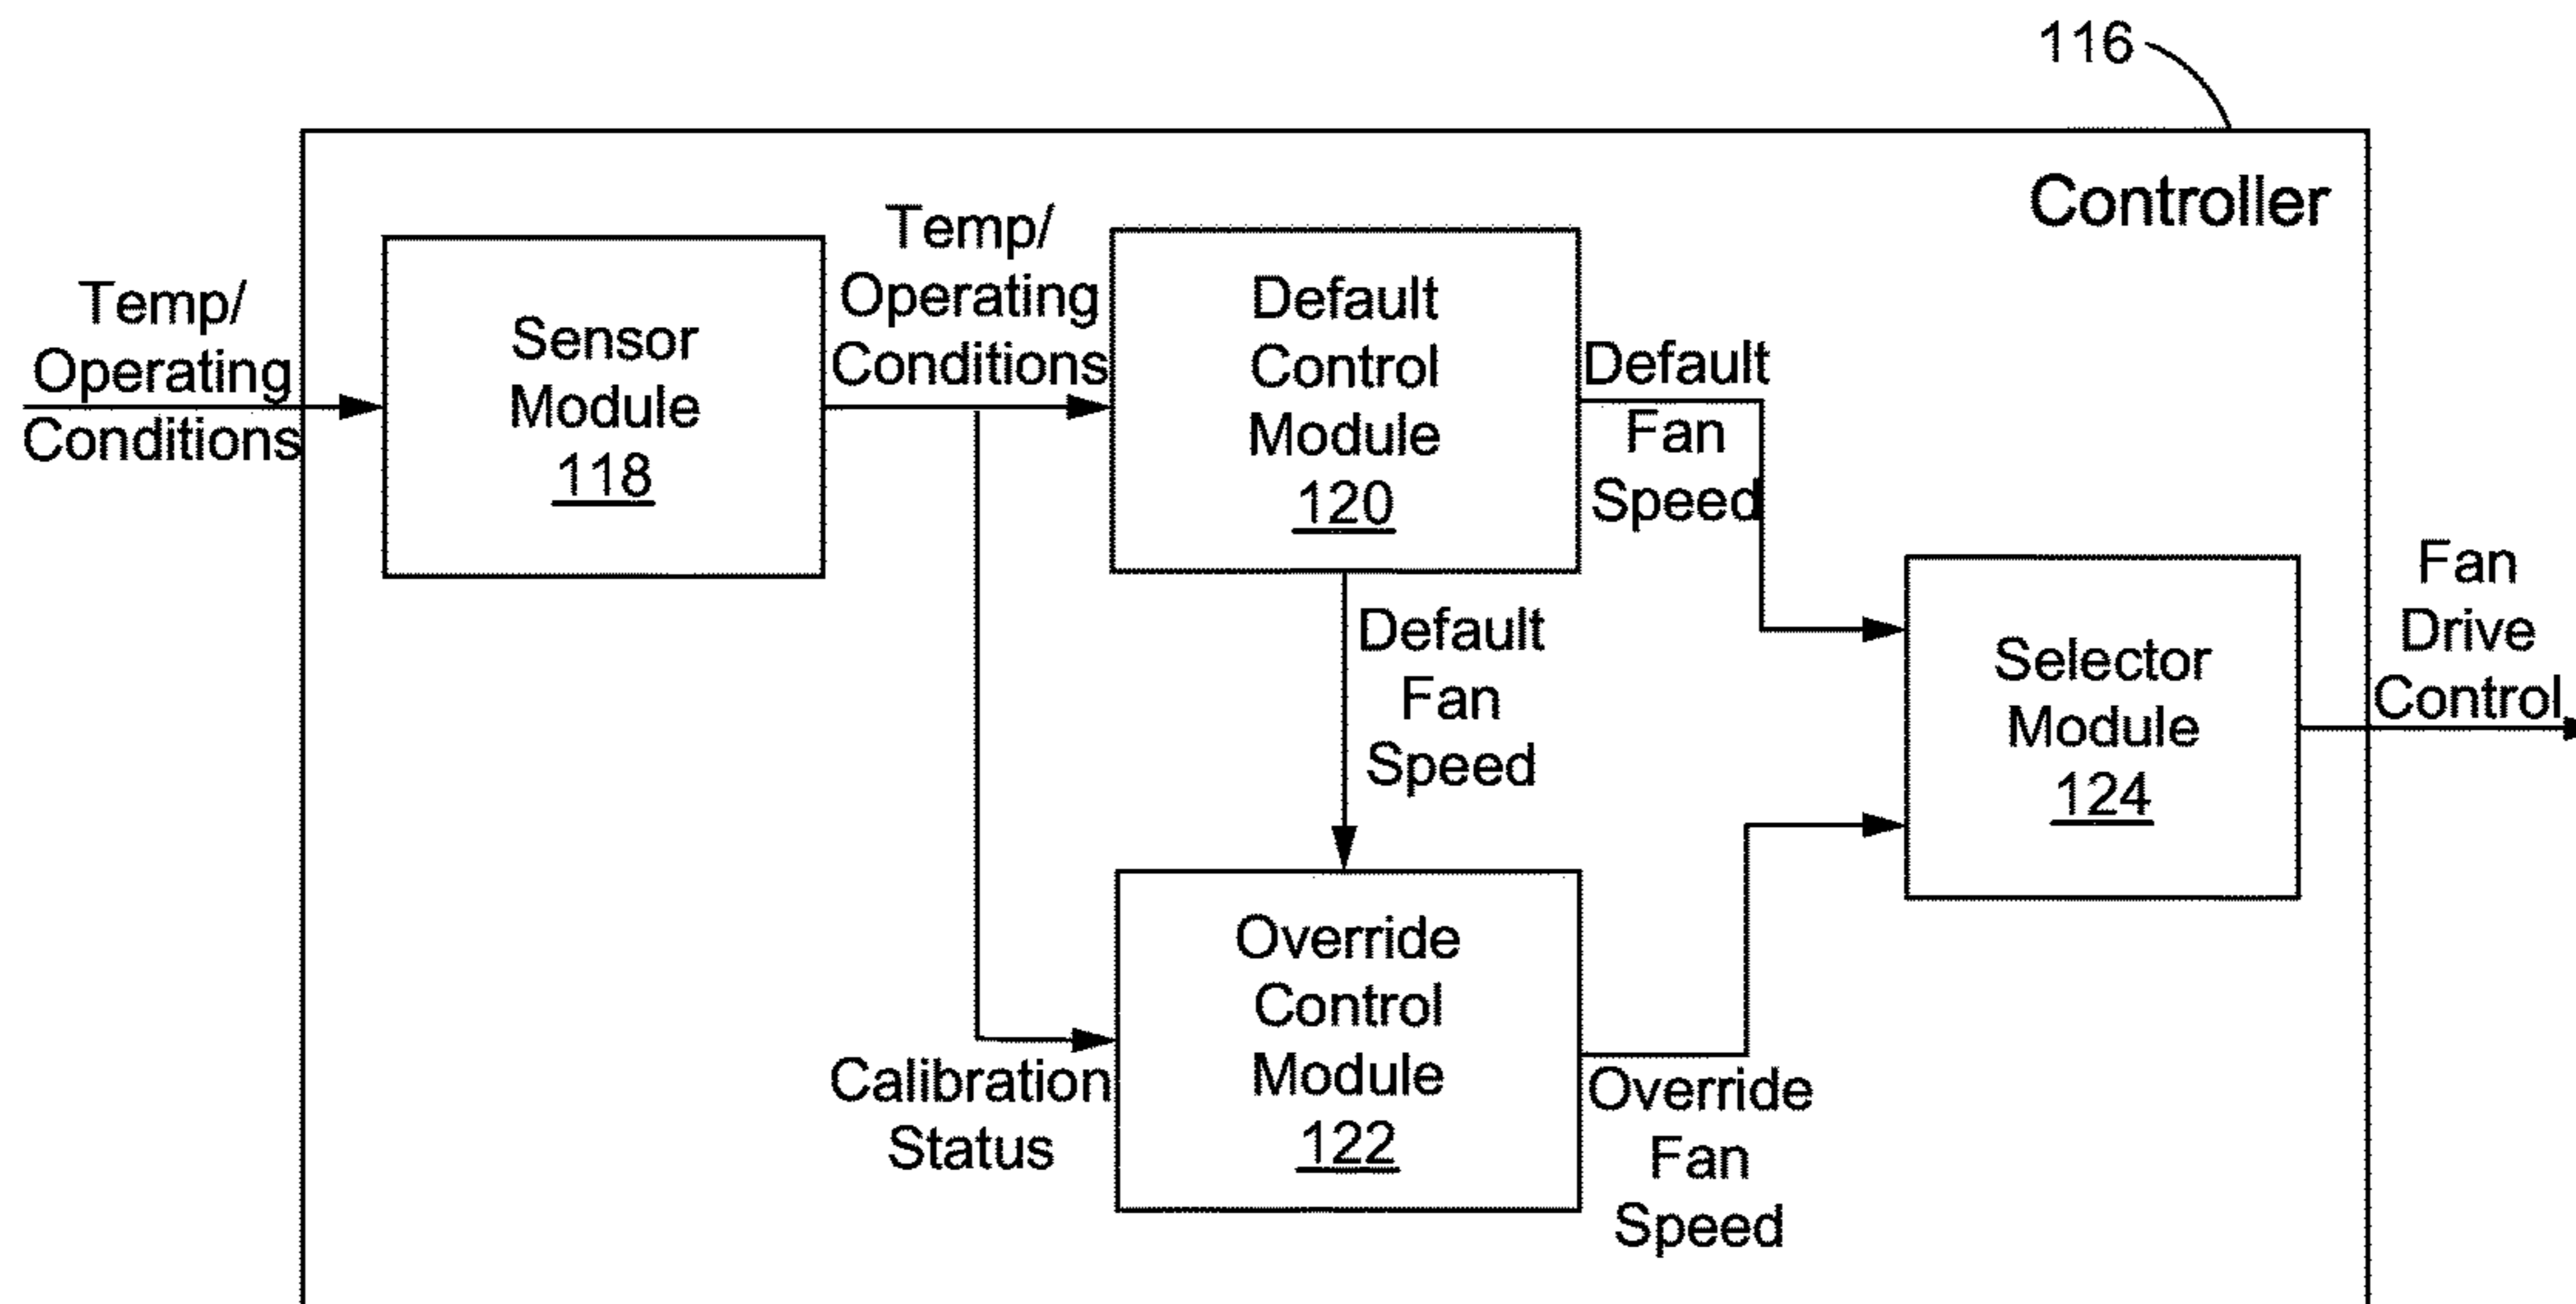 116
Controller
Temp/
Operating
Conditions
Sensor
Module
118
Temp/
Operating
Conditions
Default
Control
Module
120
Default
Fan
Speed
Default
Fan
Speed
Selector
Module
124
Fan
Drive
Control
Calibration
Status
Override
Control
Module
122
Override
Fan
Speed